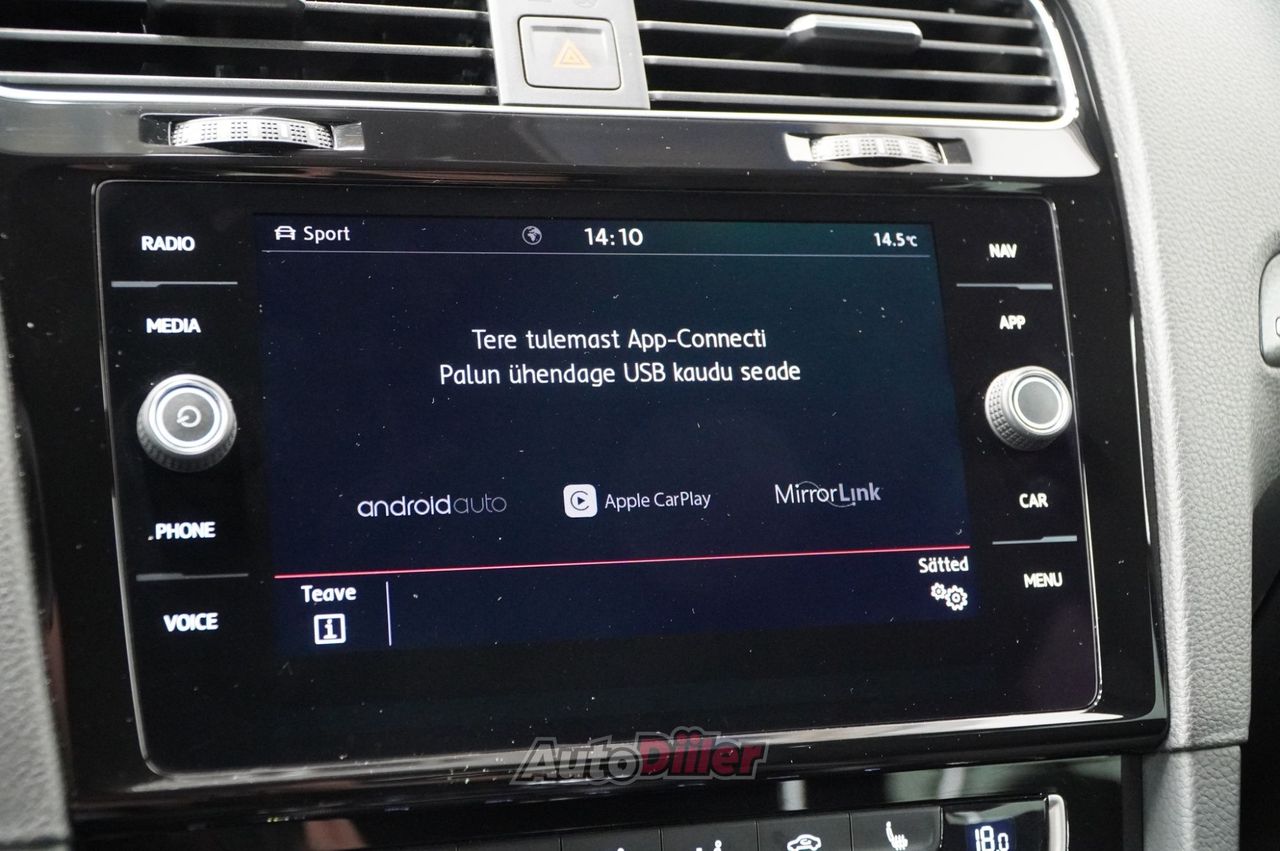 RADIO
MEDIA
PHONE
VOICE
Sport
14:10
14.5°C
Tere tulemast App-Connecti
Palun ühendage USB kaudu seade
androidauto
Apple CarPlay
MirrorLink
Teave
i
Sätted
NAV
APP
CAR
MENU
AutoDiiler
18.0